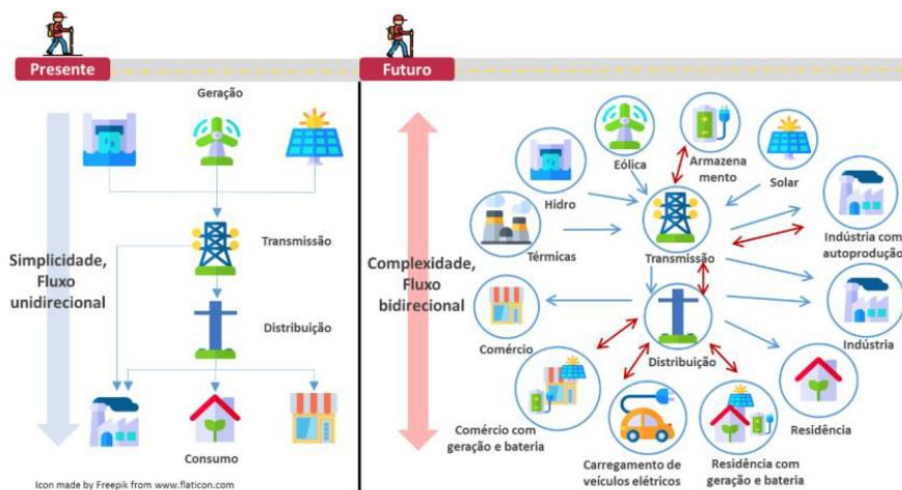 Presente
Geração
Transmissão
Simplicidade,
Fluxo
unidirecional
Distribuição
Consumo
Icon made by Freepik from www.flaticon.com
Futuro
Eólica
Armazena
mento
Solar
Hidro
Térmicas
Transmissão
Indústria com
autoprodução
Complexidade,
Fluxo
bidirecional
Comércio
Distribuição
Indústria
Residência
Comércio com
geração e bateria
Carregamento de
veículos elétricos
Residência com
geração e bateria